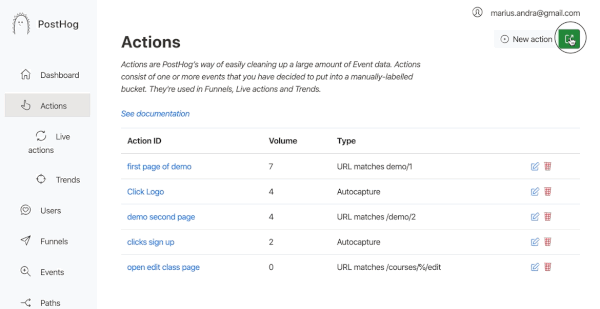 PostHog
marius.andra@gmail.com
Actions
New action
Actions are PostHog's way of easily cleaning up a large amount of Event data. Actions
consist of one or more events that you have decided to put into a manually-labelled
bucket. They're used in Funnels, Live actions and Trends.
See documentation
Dashboard
Actions
Live
actions
Trends
Users
Funnels
Events
Paths
Action ID Volume Type
first page of demo 7 URL matches demo/1
Click Logo 4 Autocapture
demo second page 4 URL matches /demo/2
clicks sign up 2 Autocapture
open edit class page 0 URL matches /courses/%/edit